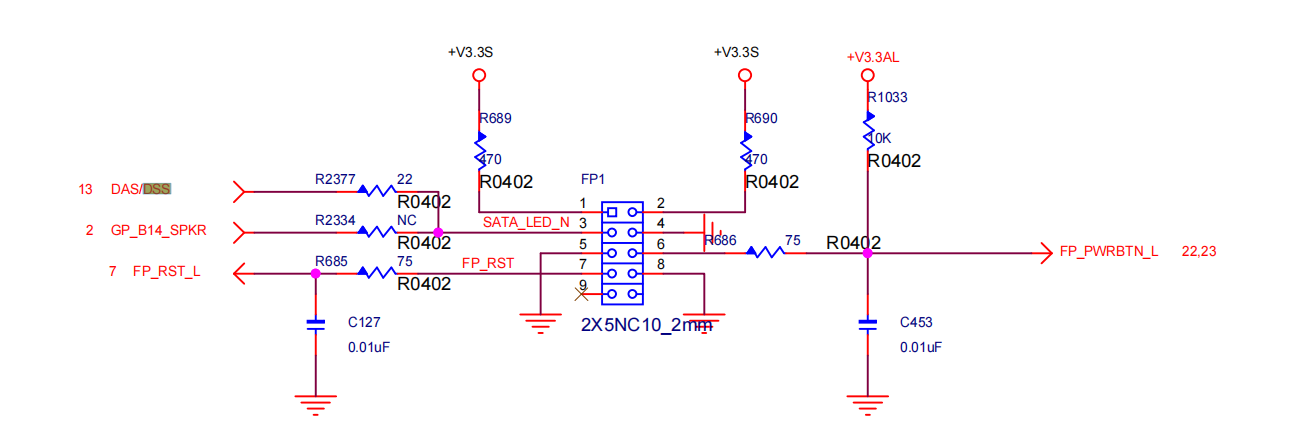 +V3.3S
+V3.3S
+V3.3AL
R1033
R689
R690
470
470
10K
R0402
R0402
R0402
13 DAS/DSS
R2377
22
R0402
FP1
2 GP_B14_SPKR
R2334
NC
R0402
SATA_LED_N
1
2
3
4
5
6
7
8
9
R686
75
R0402
FP_PWRBTN_L 22,23
7 FP_RST_L
R685
75
R0402
FP_RST
2X5NC10_2mm
C127
0.01uF
C453
0.01uF